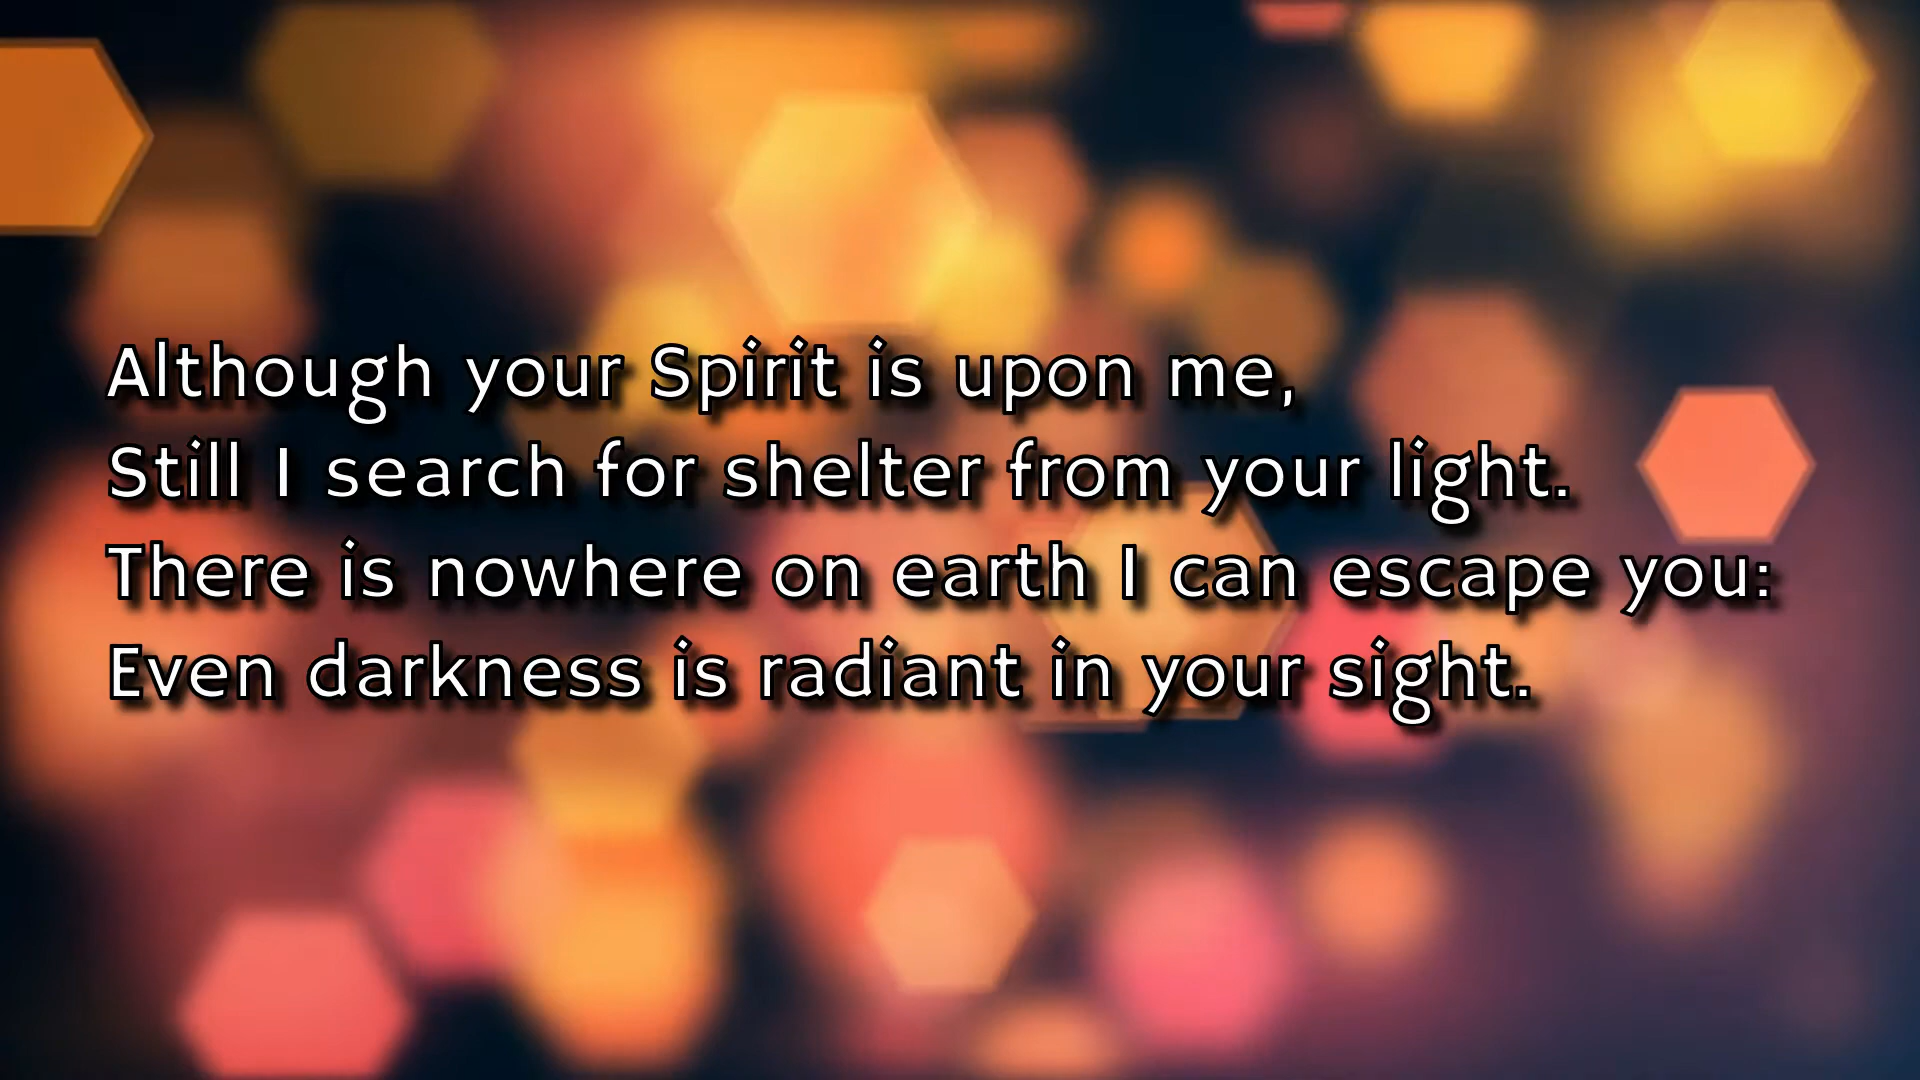 Although your Spirit is upon me,
Still I search for shelter from your light.
There is nowhere on earth I can escape you:
Even darkness is radiant in your sight.